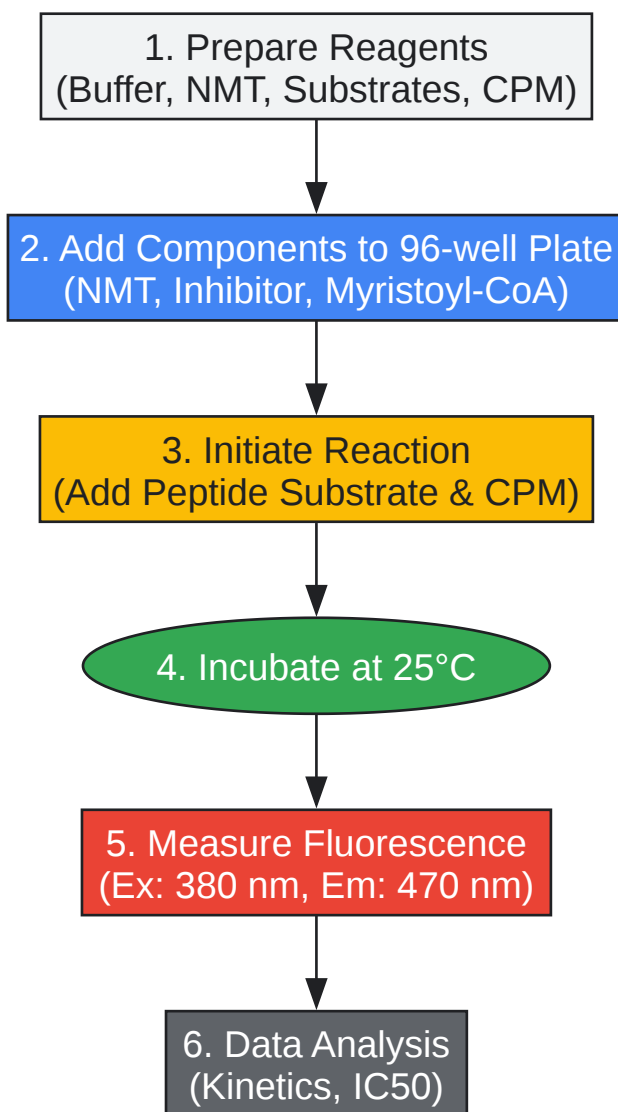 1. Prepare Reagents
(Buffer, NMT, Substrates, CPM)
2. Add Components to 96-well Plate
(NMT, Inhibitor, Myristoyl-CoA)
3. Initiate Reaction
(Add Peptide Substrate & CPM)
4. Incubate at 25°C
5. Measure Fluorescence
(Ex: 380 nm, Em: 470 nm)
6. Data Analysis
(Kinetics, IC50)